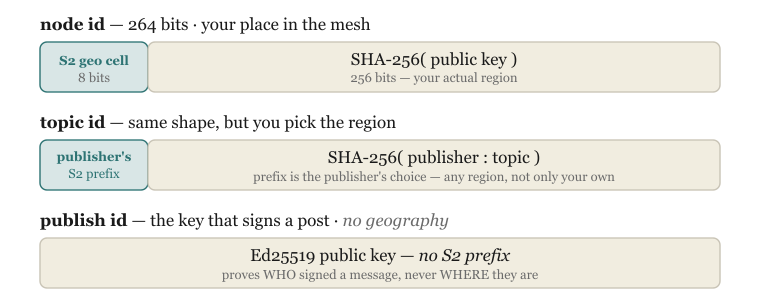 node id — 264 bits · your place in the mesh
S2 geo cell
8 bits
SHA-256( public key )
256 bits — your actual region
topic id — same shape, but you pick the region
publisher's
S2 prefix
SHA-256( publisher : topic )
prefix is the publisher's choice — any region, not only your own
publish id — the key that signs a post · no geography
Ed25519 public key — no S2 prefix
proves WHO signed a message, never WHERE they are